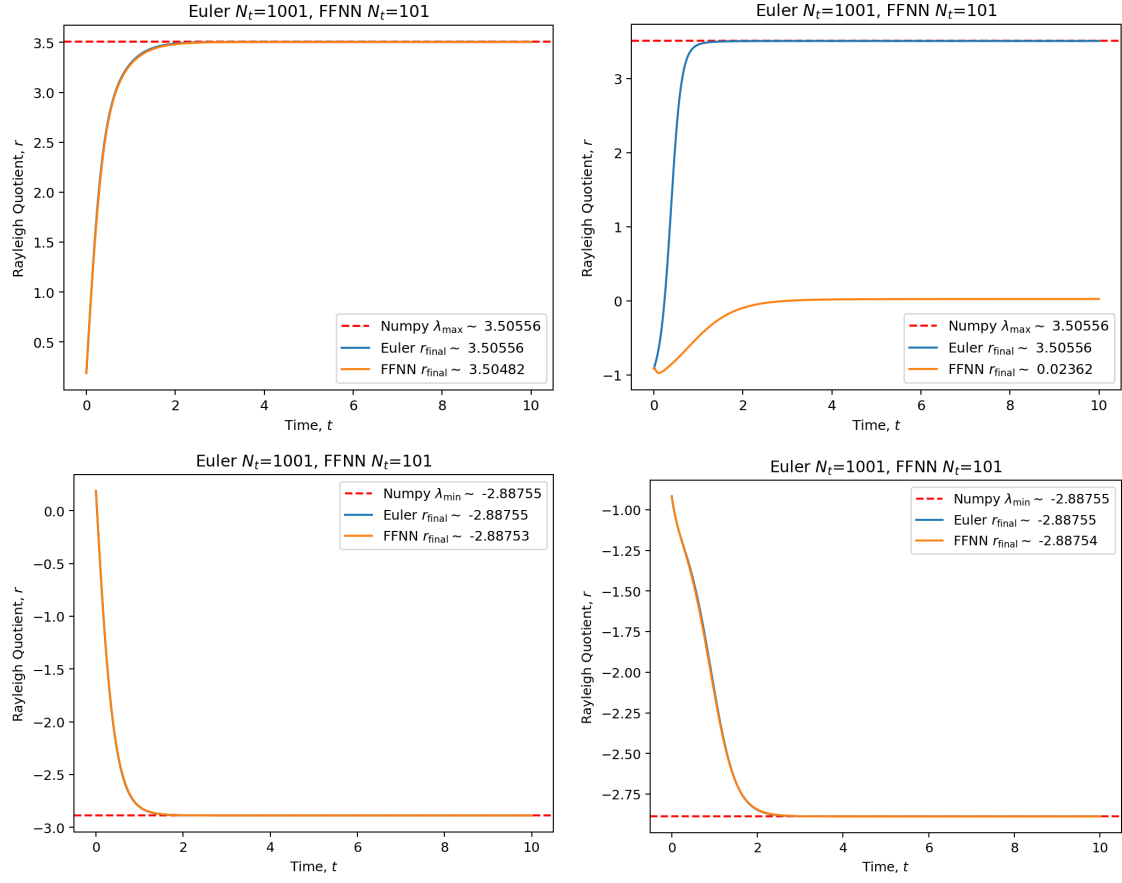 Euler N_t=1001, FFNN N_t=101
3.5
3.0
2.5
2.0
1.5
1.0
0.5
Rayleigh Quotient, r
Numpy λ_max ∼ 3.50556
Euler r_final ∼ 3.50556
FFNN r_final ∼ 3.50482
0 2 4 6 8 10
Time, t
Euler N_t=1001, FFNN N_t=101
3
2
1
0
−1
Rayleigh Quotient, r
Numpy λ_max ∼ 3.50556
Euler r_final ∼ 3.50556
FFNN r_final ∼ 0.02362
0 2 4 6 8 10
Time, t
Euler N_t=1001, FFNN N_t=101
0.0
−0.5
−1.0
−1.5
−2.0
−2.5
−3.0
Rayleigh Quotient, r
Numpy λ_min ∼ -2.88755
Euler r_final ∼ -2.88755
FFNN r_final ∼ -2.88753
0 2 4 6 8 10
Time, t
Euler N_t=1001, FFNN N_t=101
−1.00
−1.25
−1.50
−1.75
−2.00
−2.25
−2.50
−2.75
Rayleigh Quotient, r
Numpy λ_min ∼ -2.88755
Euler r_final ∼ -2.88755
FFNN r_final ∼ -2.88754
0 2 4 6 8 10
Time, t